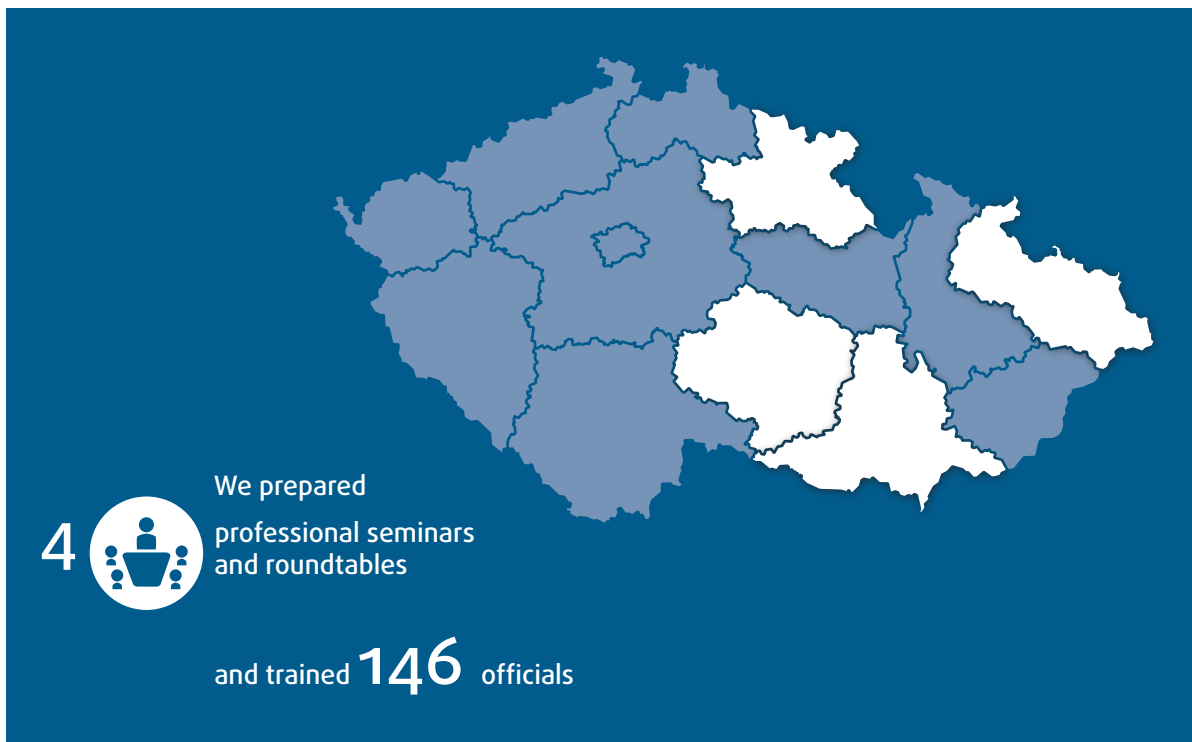 We prepared
4
professional seminars
and roundtables
and trained 146 officials